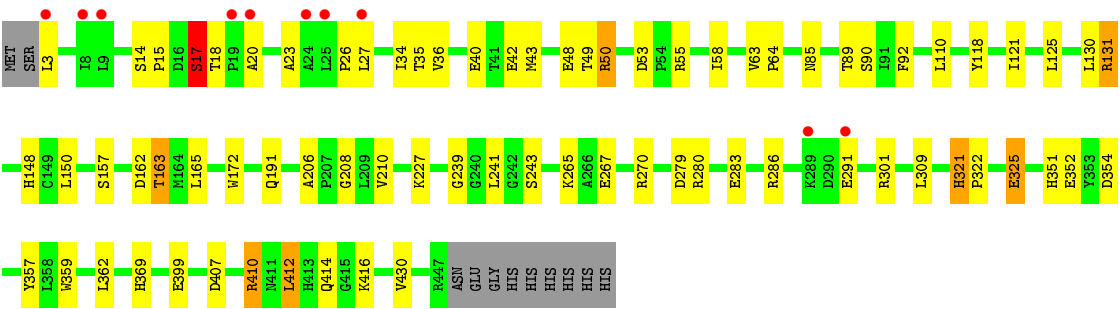 MET SER L3 I8 L9 S14 P15 D16 S17 T18 P19 A20 A23 A24 L25 P26 L27 I34 T35 V36 E40 T41 E42 M43 E48 T49 R50 D53 P54 R55 I58 V63 P64 N85 T89 S90 I91 F92 L110 Y118 I121 L125 L130 R131
H148 C149 L150 S157 D162 T163 M164 L165 W172 Q191 A206 P207 G208 L209 V210 K227 G239 G240 L241 G242 S243 K265 A266 E267 R270 D279 R280 E283 R286 K289 D290 E291 R301 L309 H321 P322 E325 H351 E352 Y353 D354
Y357 L358 W359 L362 H369 E399 D407 R410 N411 L412 H413 Q414 G415 K416 V430 R447 ASN GLU GLY HIS HIS HIS HIS HIS HIS